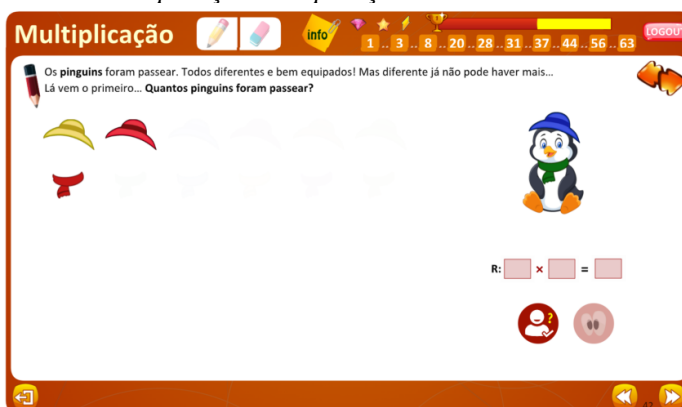 Multiplicação
info
1 .. 3 .. 8 .. 20 .. 28 .. 31 .. 37 .. 44 .. 56 .. 63
LOGOUT
Os pinguins foram passear. Todos diferentes e bem equipados! Mas diferente já não pode haver mais...
Lá vem o primeiro... Quantos pinguins foram passear?
R: × =
?
42